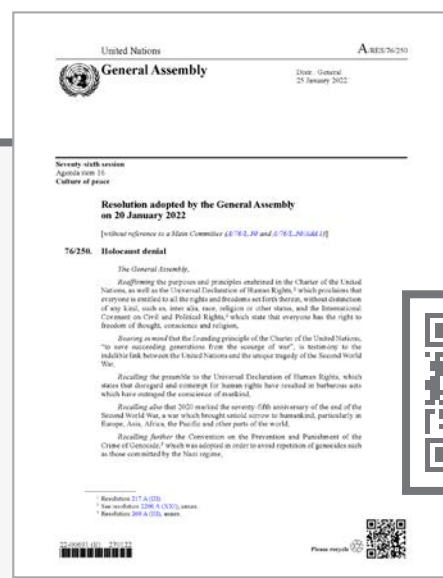 United Nations
A/RES/76/250
General Assembly
Distr.: General
25 January 2022
Seventy-sixth session
Agenda item 16
Culture of peace
Resolution adopted by the General Assembly
on 20 January 2022
[without reference to a Main Committee (A/76/L.30 and A/76/L.30/Add.1)]
76/250. Holocaust denial
The General Assembly,
Reaffirming the purposes and principles enshrined in the Charter of the United
Nations, as well as the Universal Declaration of Human Rights,1 which proclaims that
everyone is entitled to all the rights and freedoms set forth therein, without distinction
of any kind, such as, inter alia, race, religion or other status, and the International
Covenant on Civil and Political Rights,2 which state that everyone has the right to
freedom of thought, conscience and religion,
Bearing in mind that the founding principle of the Charter of the United Nations,
"to save succeeding generations from the scourge of war", is testimony to the
indelible link between the United Nations and the unique tragedy of the Second World
War,
Recalling the preamble to the Universal Declaration of Human Rights, which
states that disregard and contempt for human rights have resulted in barbarous acts
which have outraged the conscience of mankind,
Recalling also that 2020 marked the seventy-fifth anniversary of the end of the
Second World War, a war which brought untold sorrow to humankind, particularly in
Europe, Asia, Africa, the Pacific and other parts of the world,
Recalling further the Convention on the Prevention and Punishment of the
Crime of Genocide,3 which was adopted in order to avoid repetition of genocides such
as those committed by the Nazi regime,
1 Resolution 217 A (III).
2 See resolution 2200 A (XXI), annex.
3 Resolution 260 A (III), annex.
22-00691 (E) 270122
Please recycle